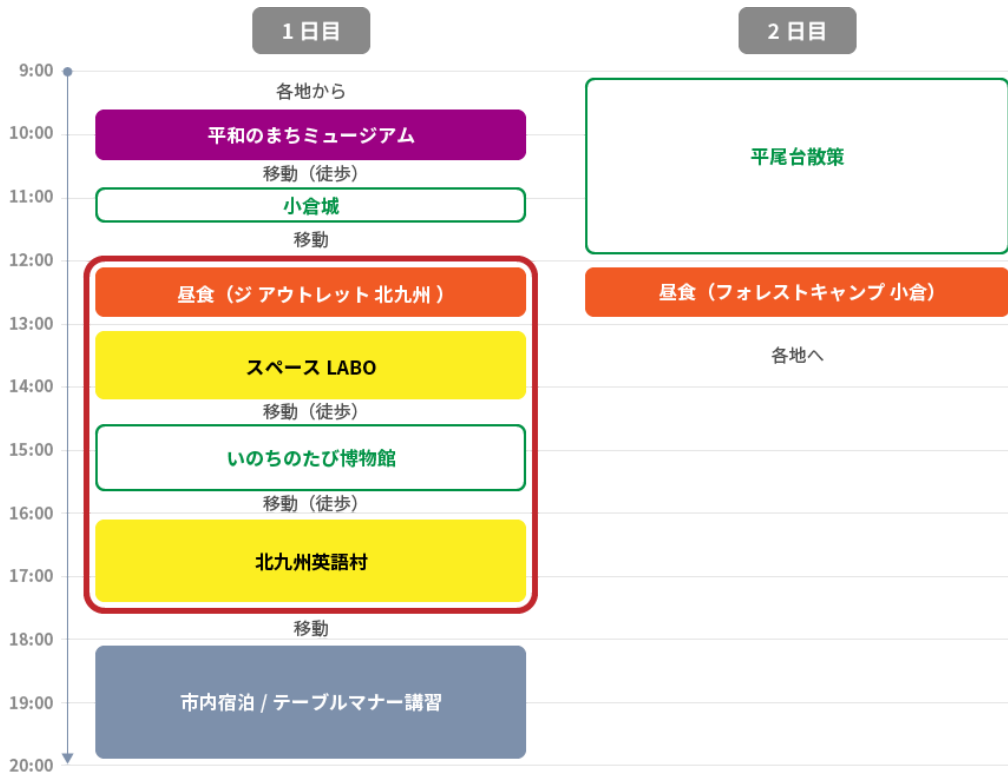 1 日目
2 日目
9:00
各地から
10:00
平和のまちミュージアム
平尾台散策
移動（徒歩）
11:00
小倉城
移動
12:00
昼食（ジ アウトレット 北九州 ）
昼食（フォレストキャンプ 小倉）
13:00
スペース LABO
各地へ
14:00
移動（徒歩）
15:00
いのちのたび博物館
移動（徒歩）
16:00
北九州英語村
17:00
移動
18:00
市内宿泊 / テーブルマナー講習
19:00
20:00